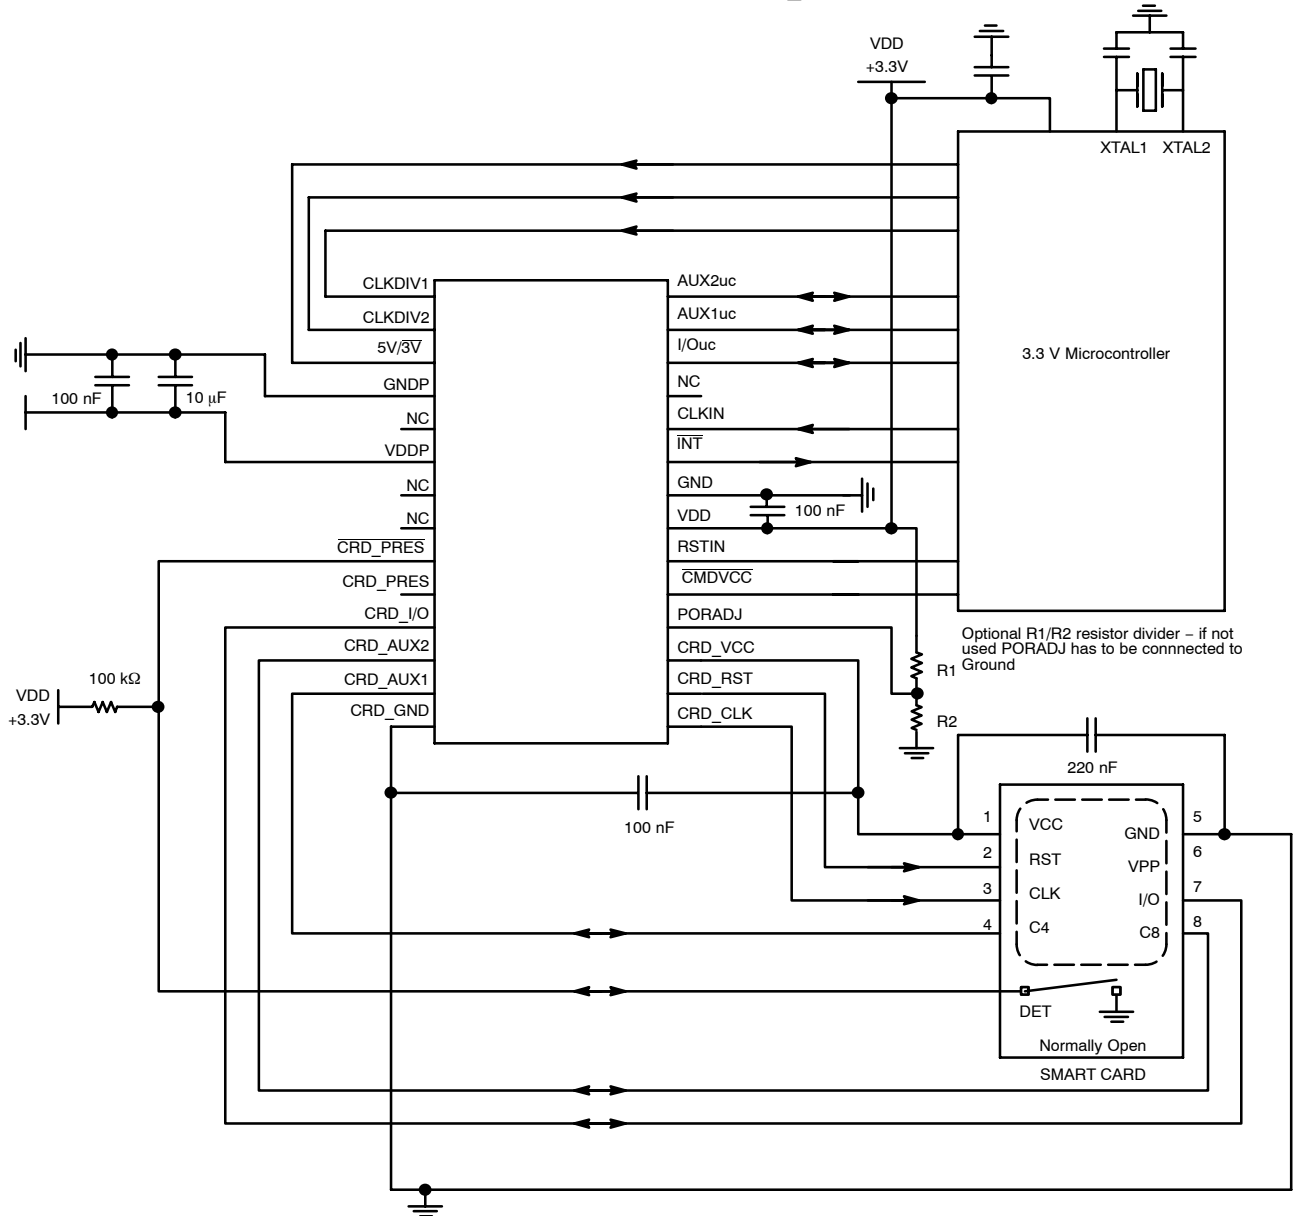 VDD
+3.3V
XTAL1 XTAL2
CLKDIV1
CLKDIV2
5V/3V
GNDP
NC
VDDP
NC
NC
CRD_PRES
CRD_PRES
CRD_I/O
CRD_AUX2
CRD_AUX1
CRD_GND
AUX2uc
AUX1uc
I/Ouc
NC
CLKIN
INT
GND
VDD
RSTIN
CMDVCC
PORADJ
CRD_VCC
CRD_RST
CRD_CLK
3.3 V Microcontroller
100 nF
10 μF
100 nF
Optional R1/R2 resistor divider – if not
used PORADJ has to be connnected to
Ground
R1
R2
100 kΩ
VDD
+3.3V
220 nF
100 nF
1
2
3
4
VCC
RST
CLK
C4
GND
VPP
I/O
C8
5
6
7
8
DET
Normally Open
SMART CARD